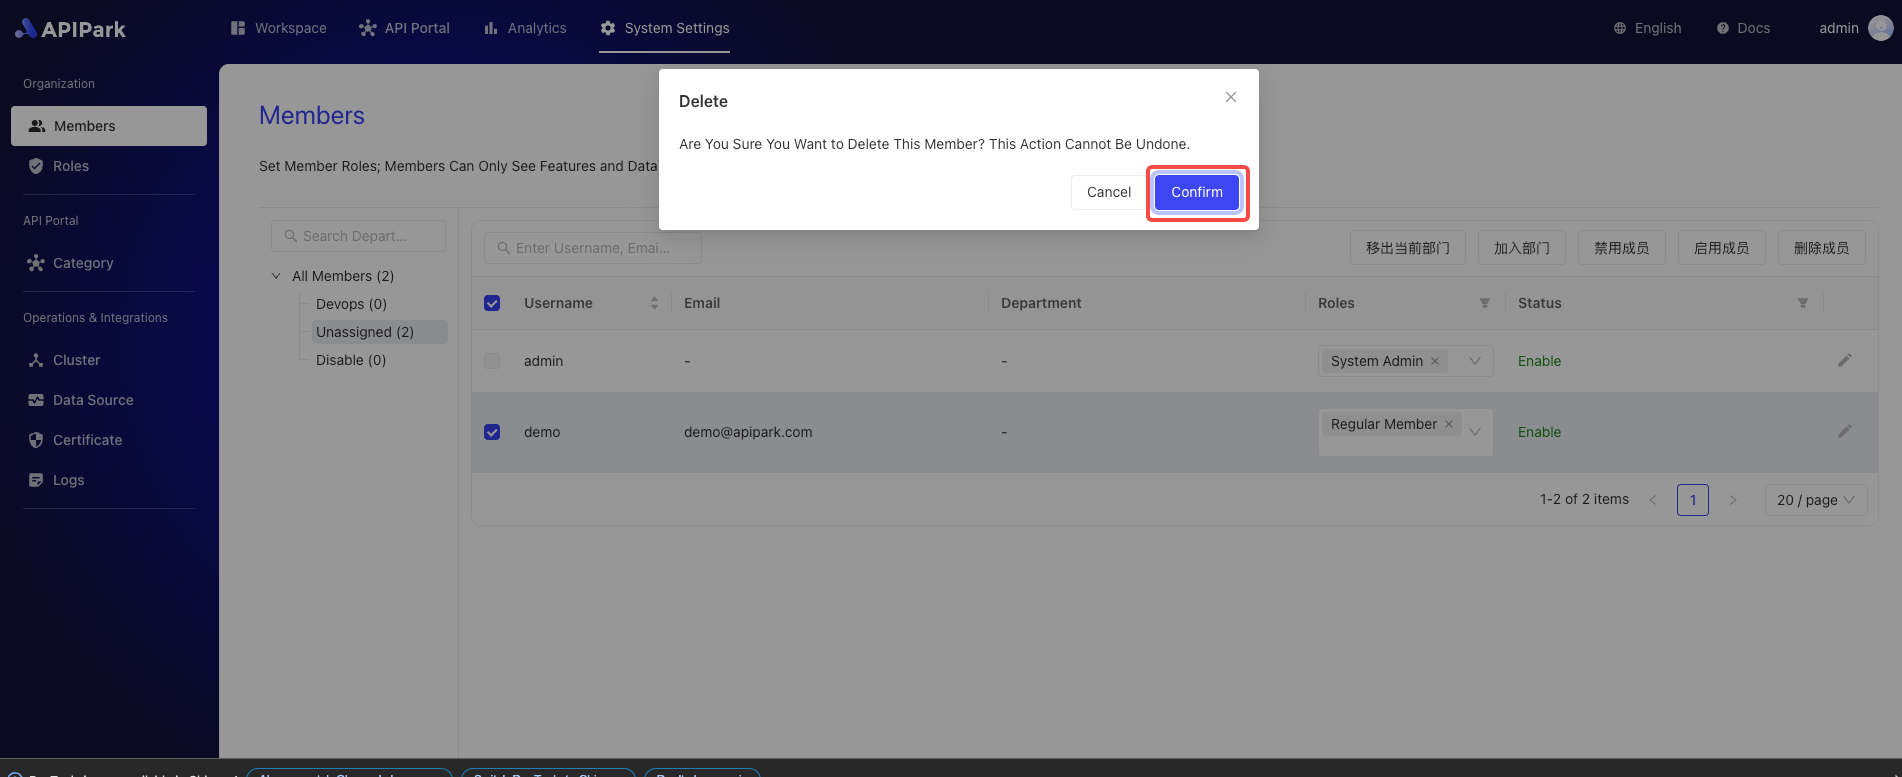 APIPark
Workspace
API Portal
Analytics
System Settings
English
Docs
admin
Organization
Members
Roles
API Portal
Category
Operations & Integrations
Cluster
Data Source
Certificate
Logs
Members
Set Member Roles; Members Can Only See Features and Data
Delete
Are You Sure You Want to Delete This Member? This Action Cannot Be Undone.
Cancel
Confirm
Search Depart...
All Members (2)
Devops (0)
Unassigned (2)
Disable (0)
Enter Username, Emai...
移出当前部门
加入部门
禁用成员
启用成员
删除成员
Username Email Department Roles Status
admin - - System Admin Enable
demo demo@apipark.com - Regular Member Enable
1-2 of 2 items
1
20 / page